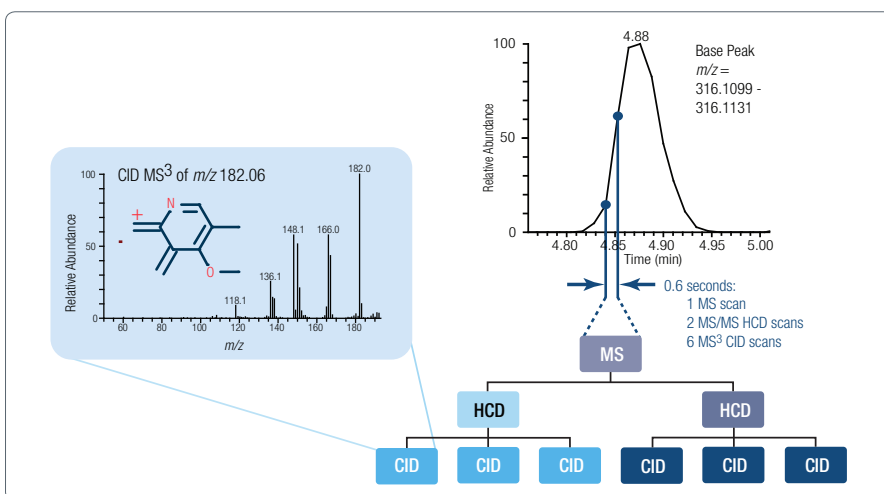 CID MS³ of m/z 182.06
Relative Abundance
100
50
0
N
+
-
O
182.0
166.0
148.1
136.1
118.1
60
80
100
120
140
160
180
m/z
4.88
Base Peak
m/z =
316.1099 -
316.1131
Relative Abundance
100
50
0
4.80
4.85
4.90
4.95
5.00
Time (min)
0.6 seconds:
1 MS scan
2 MS/MS HCD scans
6 MS³ CID scans
MS
HCD
HCD
CID
CID
CID
CID
CID
CID